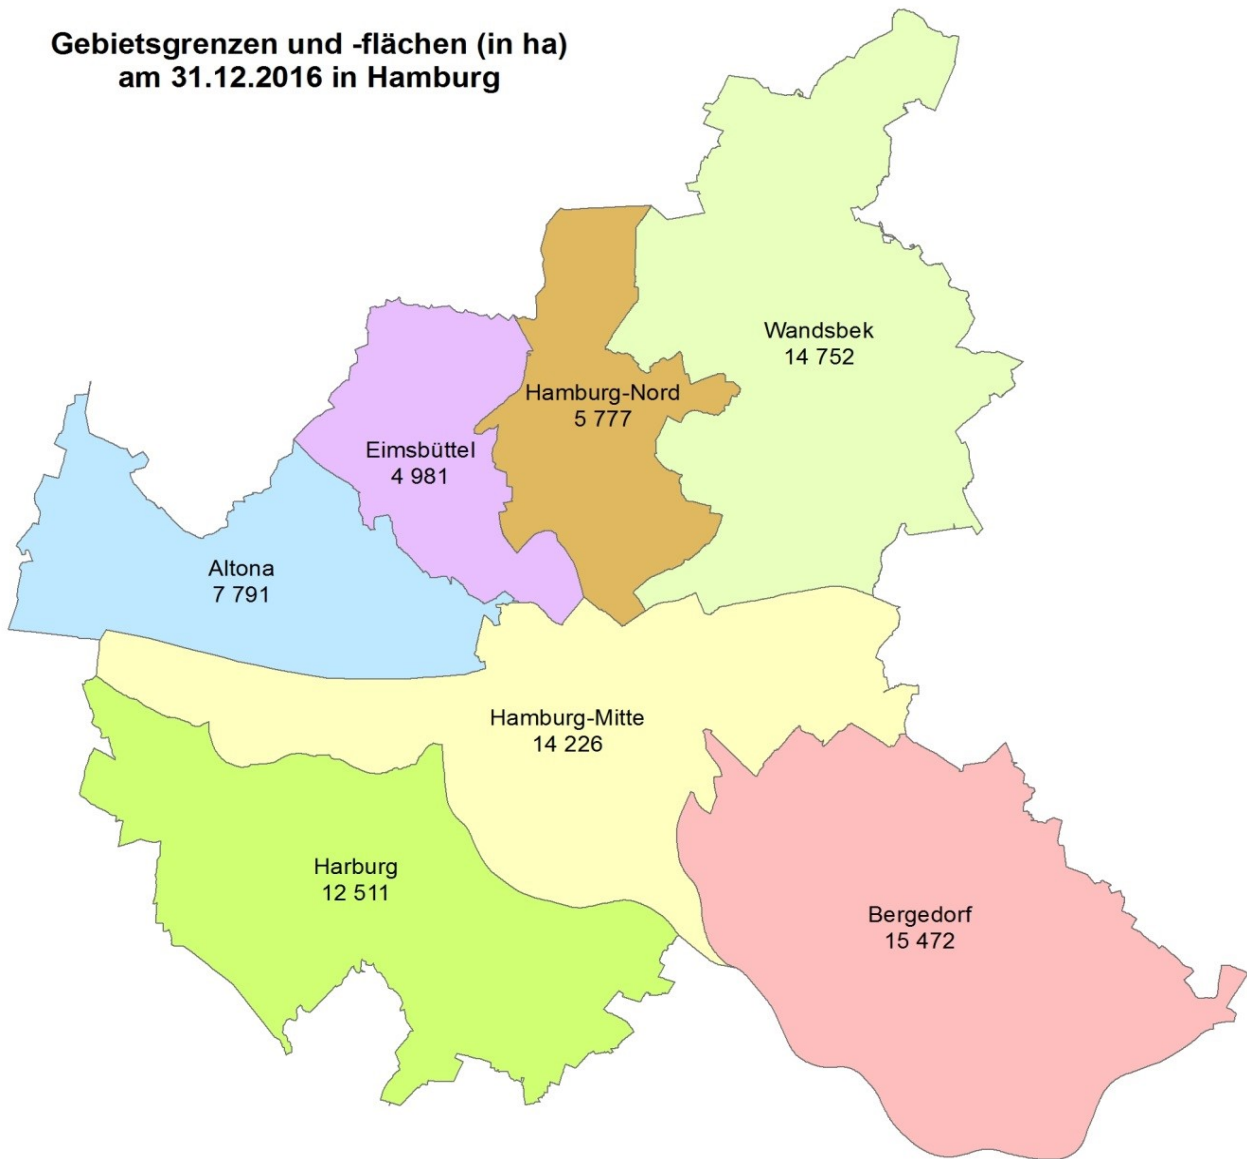 Gebietsgrenzen und -flächen (in ha)
am 31.12.2016 in Hamburg
Wandsbek
14 752
Hamburg-Nord
5 777
Eimsbüttel
4 981
Altona
7 791
Hamburg-Mitte
14 226
Harburg
12 511
Bergedorf
15 472